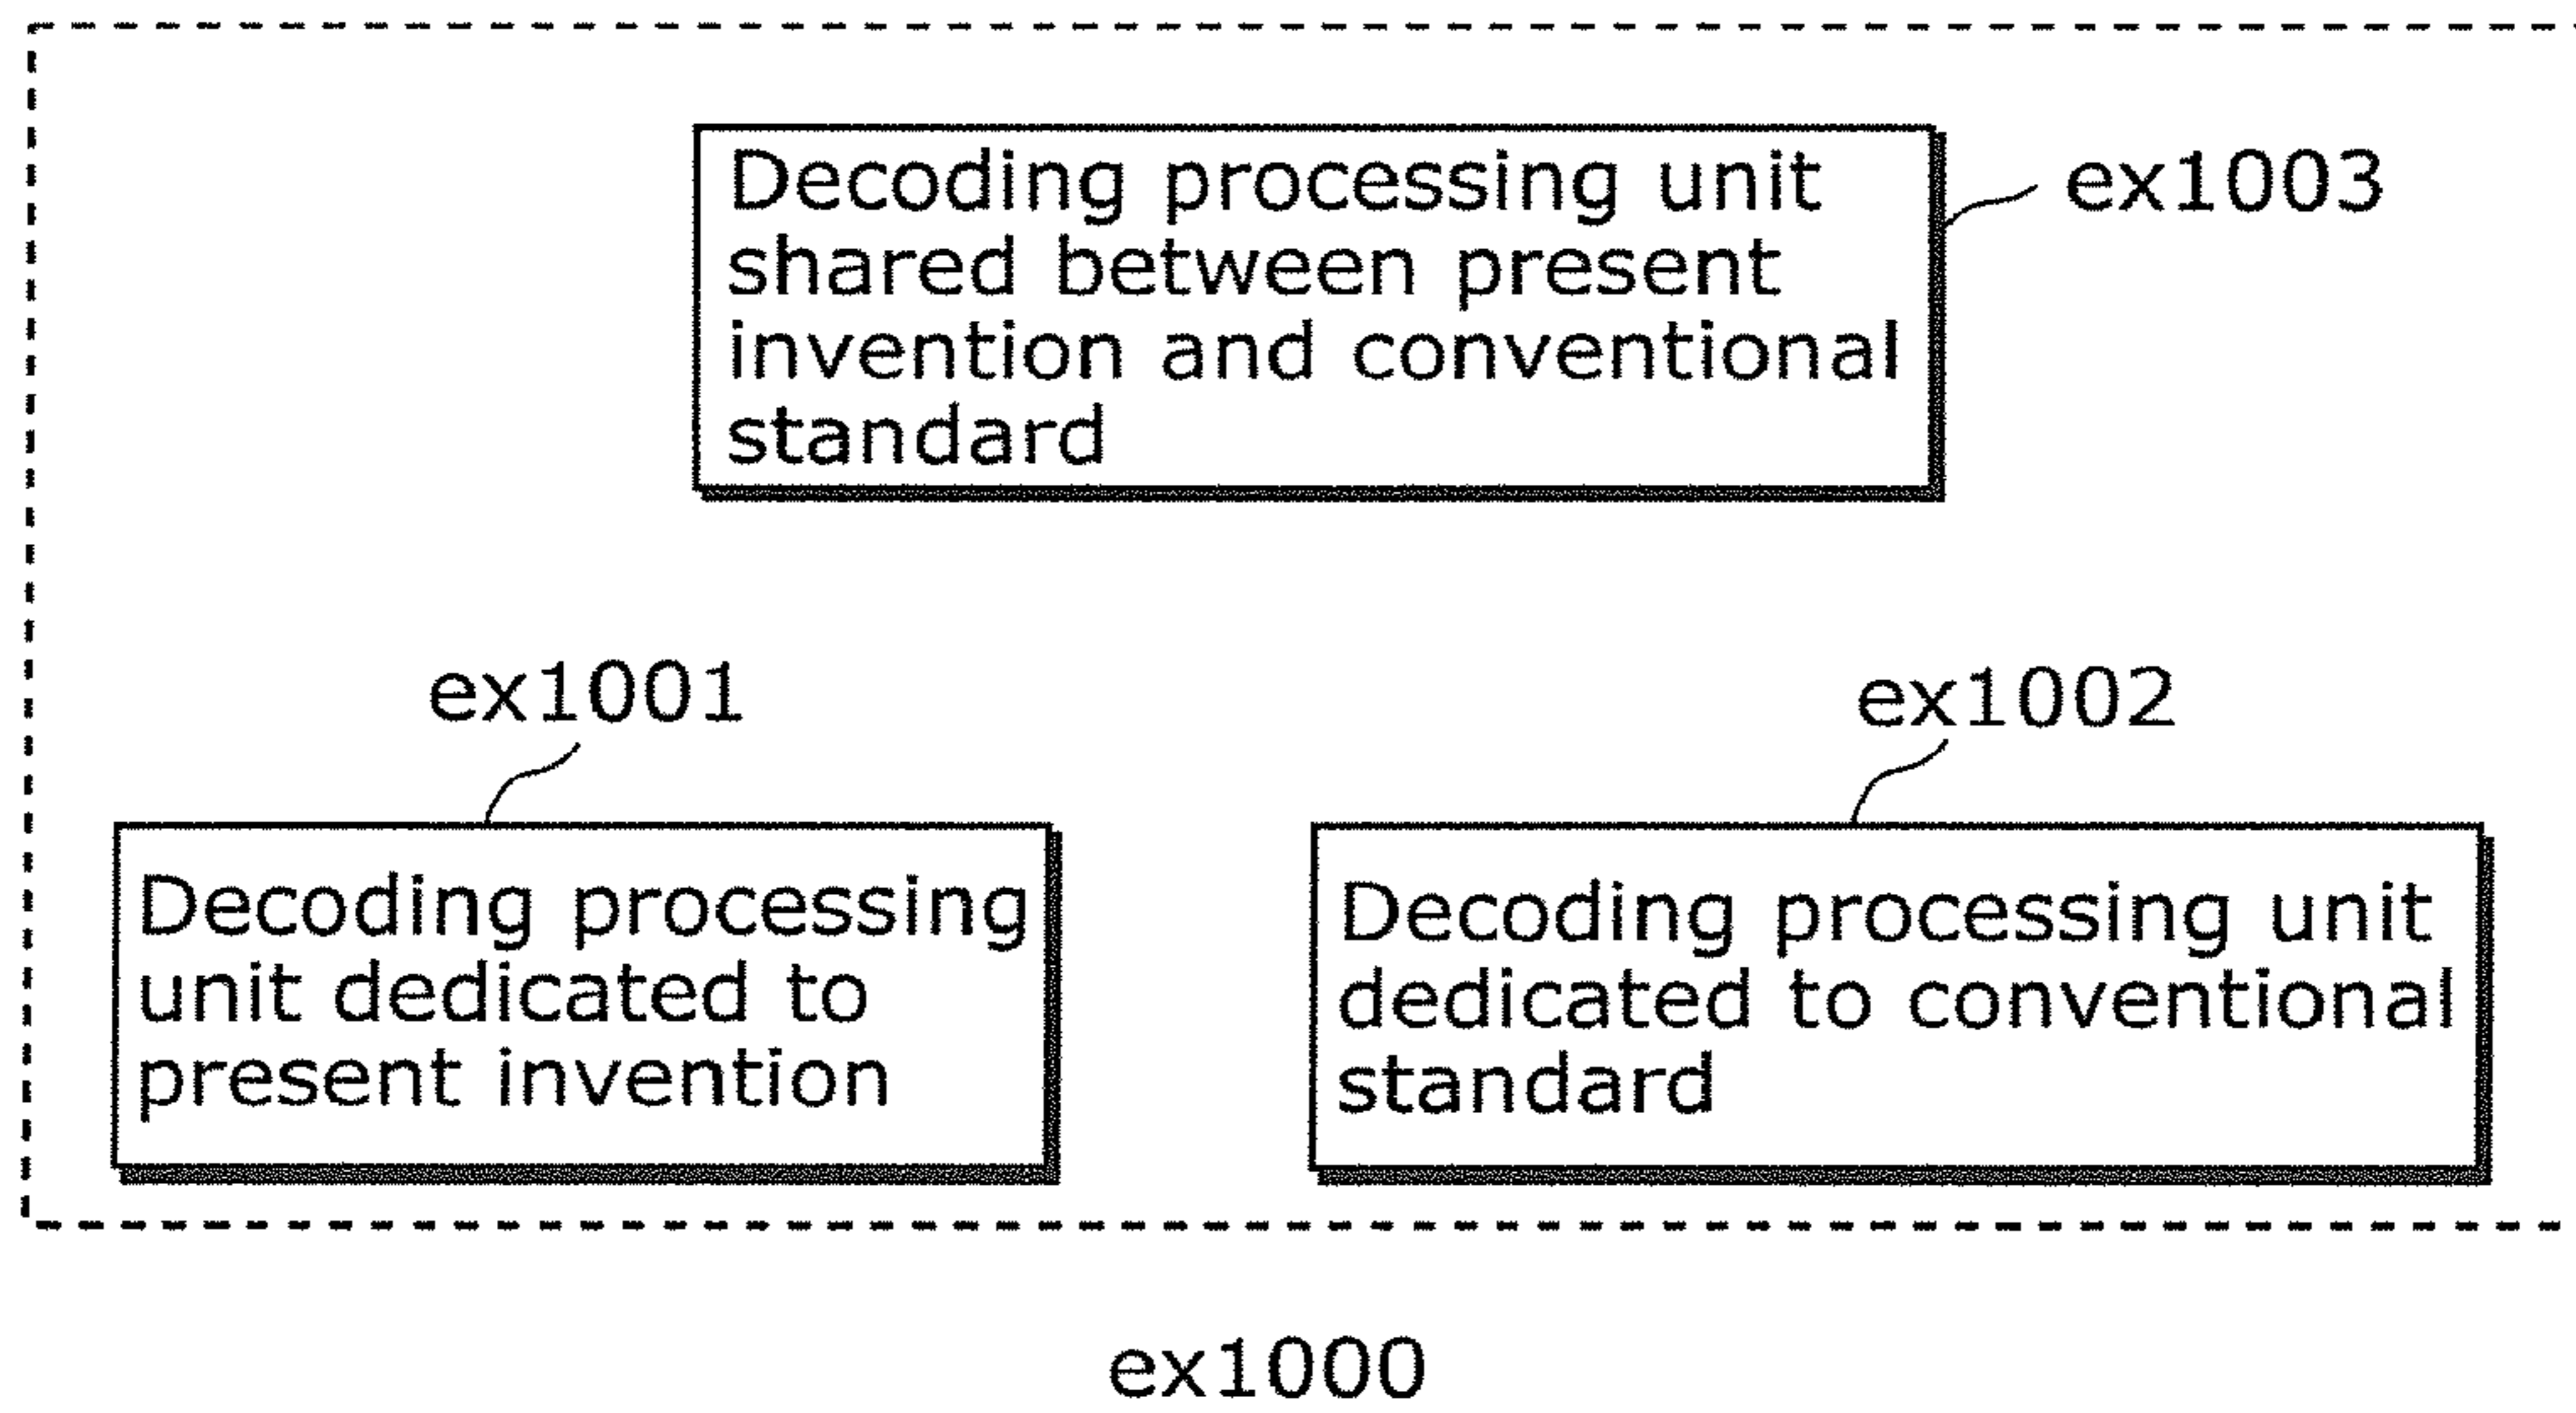 Decoding processing unit
shared between present
invention and conventional
standard
ex1003
ex1001
ex1002
Decoding processing
unit dedicated to
present invention
Decoding processing unit
dedicated to conventional
standard
ex1000